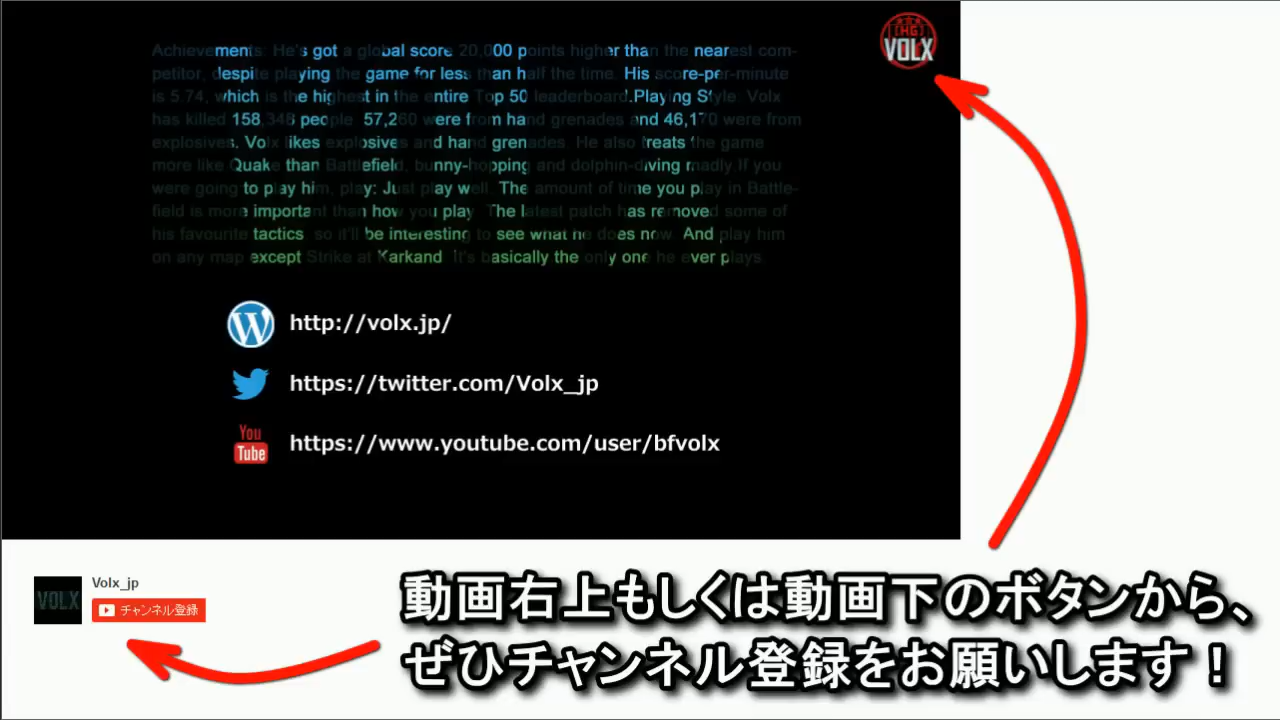 Achievements: He's got a global score 20,000 points higher than the nearest com-
petitor, despite playing the game for less than half the time. His score-per-minute
is 5.74, which is the highest in the entire Top 50 leaderboard.Playing Style: Volx
has killed 158,348 people. 57,260 were from hand grenades and 46,170 were from
explosives. Volx likes explosives and hand grenades. He also treats the game
more like Quake than Battlefield, bunny-hopping and dolphin-diving madly.If you
were going to play him, play: Just play well. The amount of time you play in Battle-
field is more important than how you play. The latest patch has removed some of
his favourite tactics, so it'll be interesting to see what he does now. And play him
on any map except Strike at Karkand. It's basically the only one he ever plays.
[HG]
VOLX
http://volx.jp/
https://twitter.com/Volx_jp
You
Tube
https://www.youtube.com/user/bfvolx
VOLX
Volx_jp
チャンネル登録
動画右上もしくは動画下のボタンから、
ぜひチャンネル登録をお願いします！